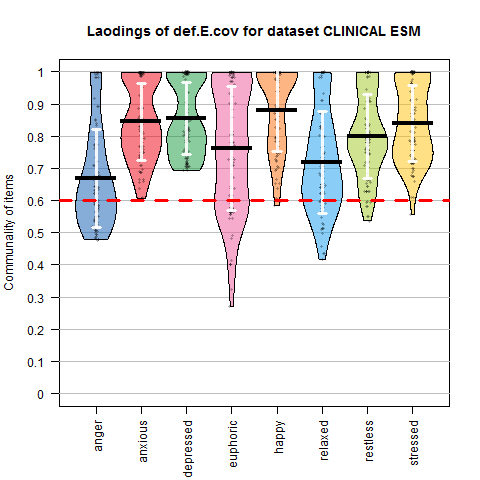 Laodings of def.E.cov for dataset CLINICAL ESM
Communality of items
1
0.9
0.8
0.7
0.6
0.5
0.4
0.3
0.2
0.1
0
anger
anxious
depressed
euphoric
happy
relaxed
restless
stressed